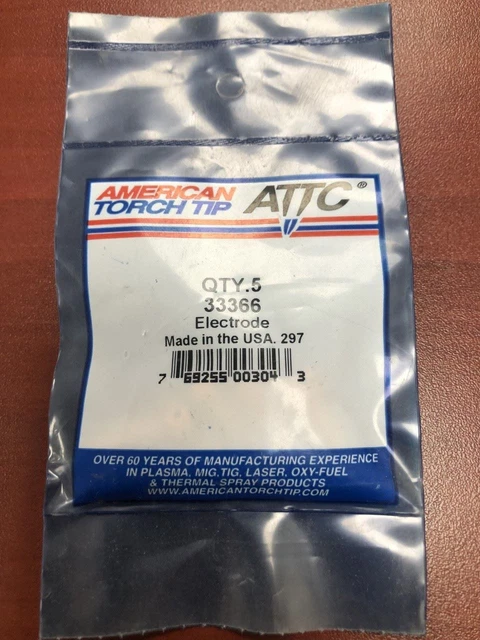 AMERICAN
TORCH TIP
ATTC®
QTY.5
33366
Electrode
Made in the USA. 297
7 69255 00304 3
OVER 60 YEARS OF MANUFACTURING EXPERIENCE
IN PLASMA, MIG,TIG, LASER, OXY-FUEL
& THERMAL SPRAY PRODUCTS
WWW.AMERICANTORCHTIP.COM